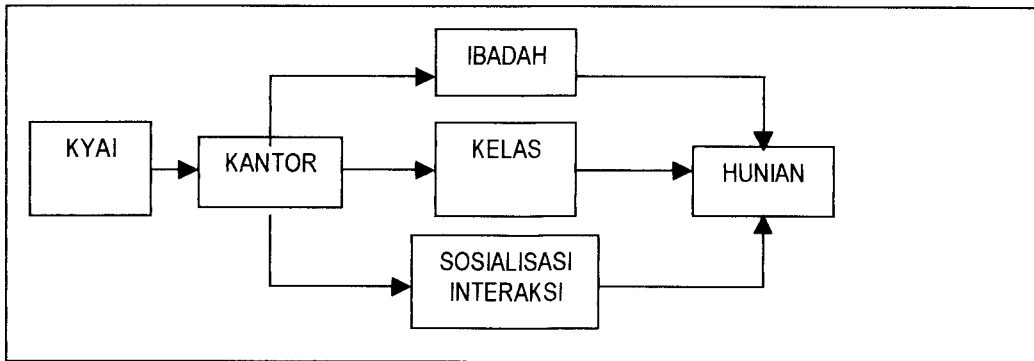 IBADAH
KYAI
KANTOR
KELAS
HUNIAN
SOSIALISASI
INTERAKSI